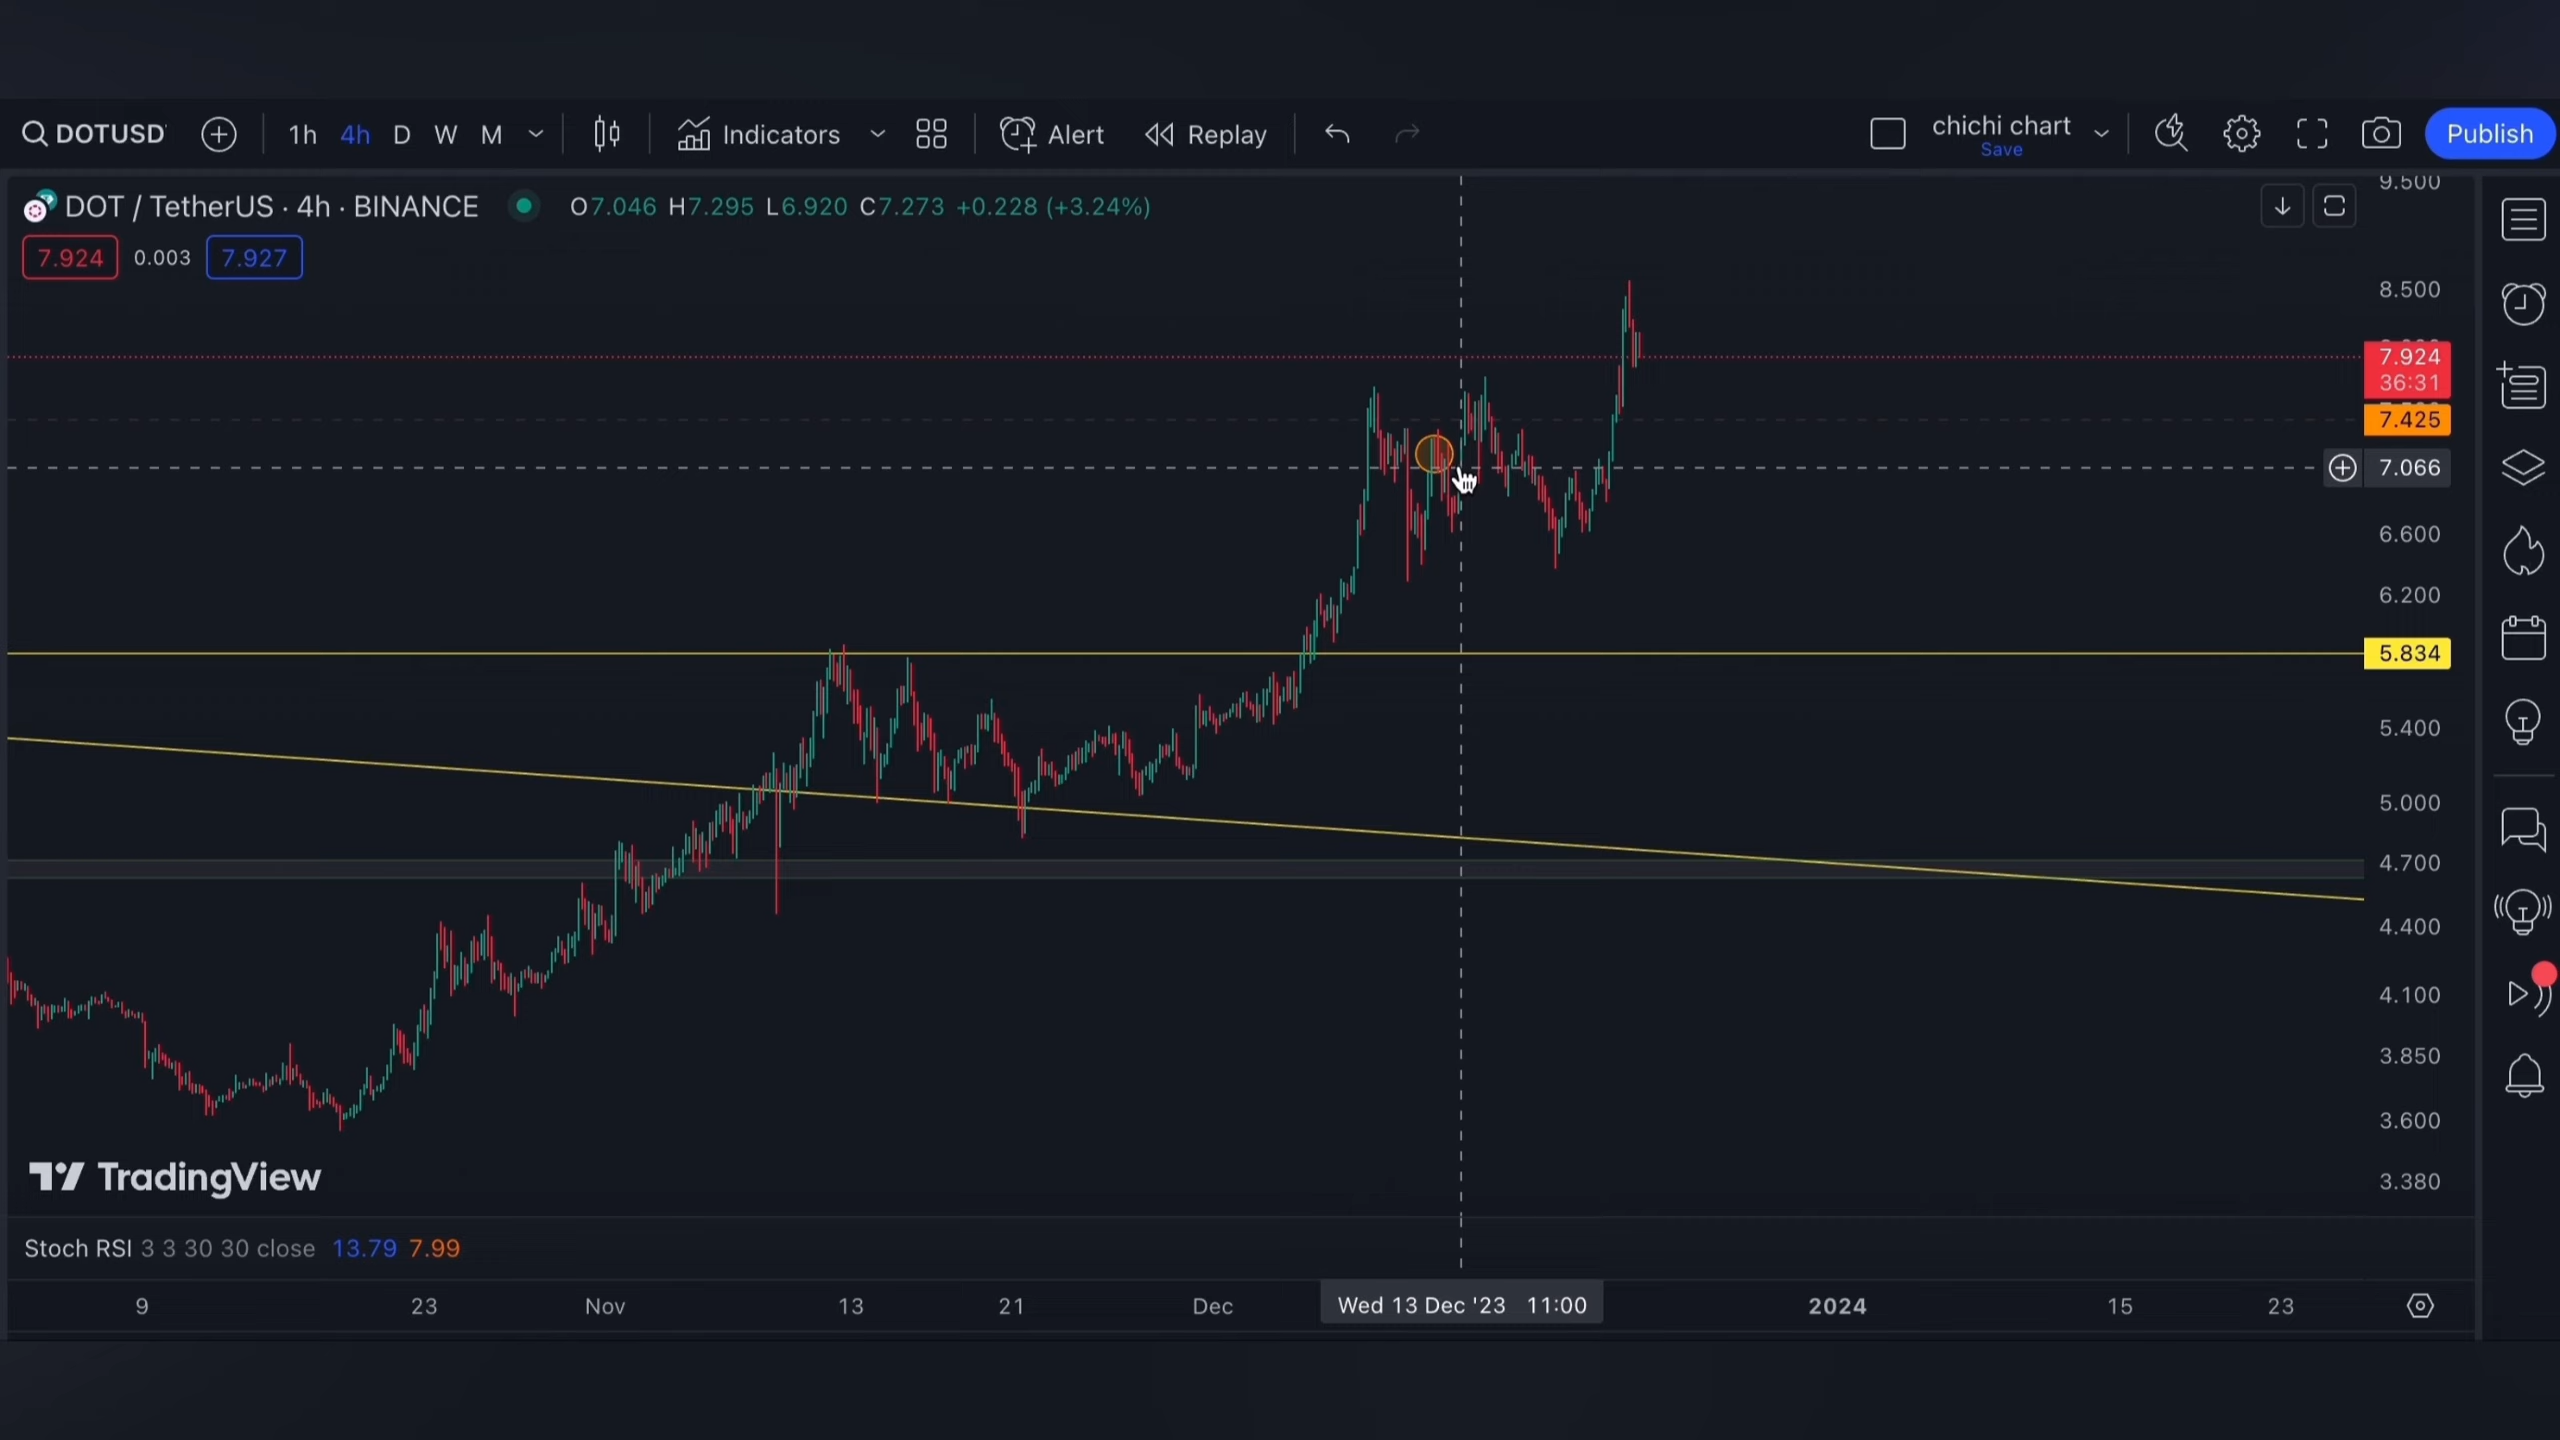 DOTUSD
1h 4h D W M
Indicators
Alert
Replay
chichi chart
Save
Publish
DOT / TetherUS · 4h · BINANCE
O7.046 H7.295 L6.920 C7.273 +0.228 (+3.24%)
7.924 0.003 7.927
9.500
8.500
7.924
36:31
7.425
7.066
6.600
6.200
5.834
5.400
5.000
4.700
4.400
4.100
3.850
3.600
3.380
TradingView
Stoch RSI 3 3 30 30 close 13.79 7.99
9 23 Nov 13 21 Dec Wed 13 Dec '23 11:00 2024 15 23